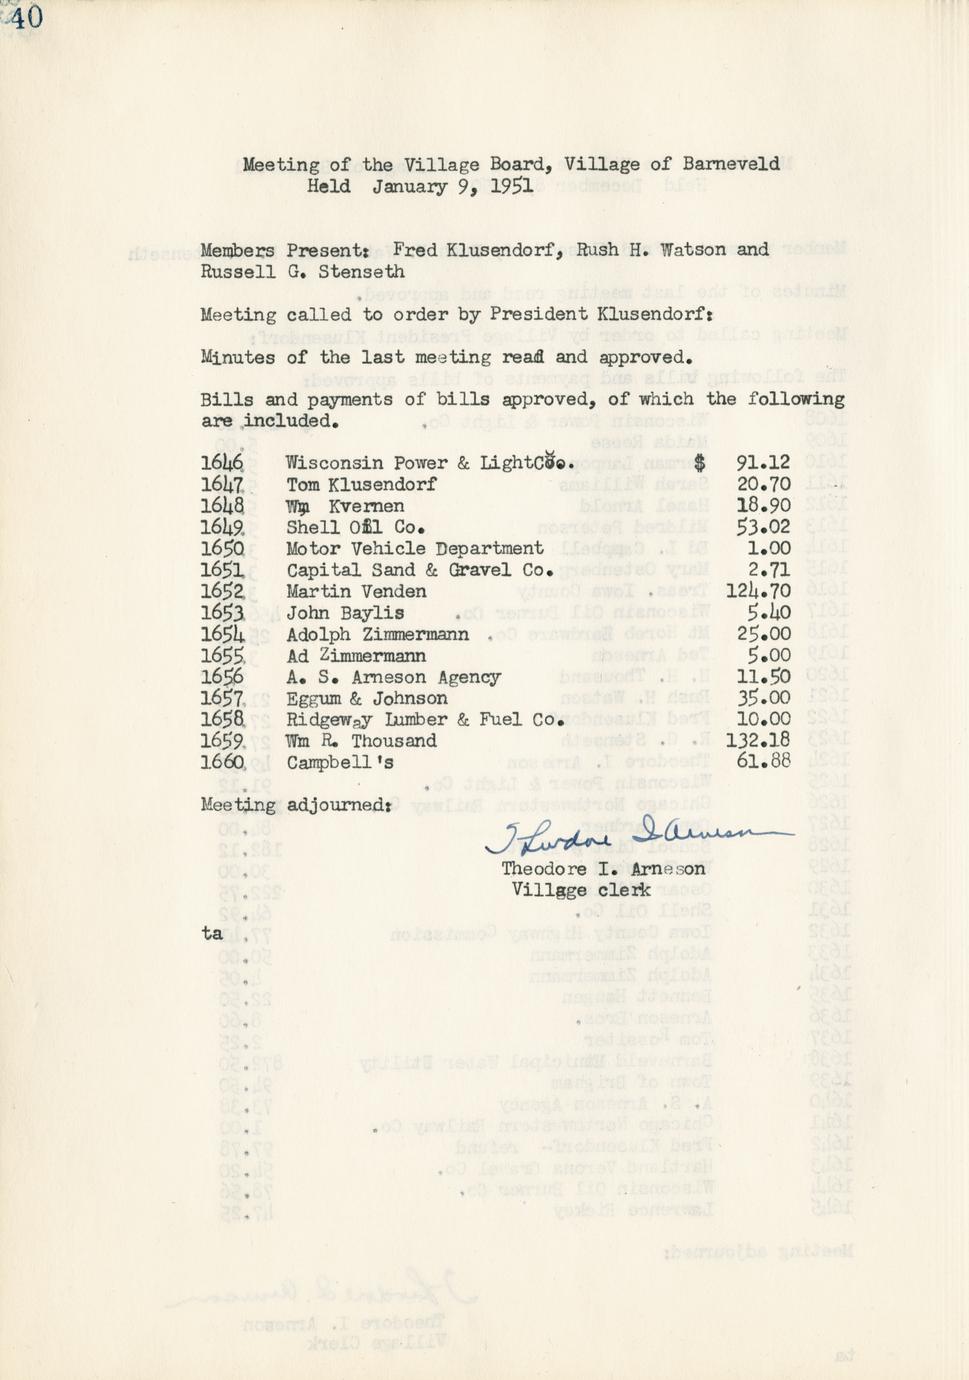 40
Meeting of the Village Board, Village of Barneveld
Held January 9, 1951
Members Present: Fred Klusendorf, Rush H. Watson and
Russell G. Stenseth
Meeting called to order by President Klusendorf:
Minutes of the last meeting read and approved.
Bills and payments of bills approved, of which the following
are included.
1646 Wisconsin Power & LightCo. $ 91.12
1647 Tom Klusendorf 20.70
1648 Wm Kvernen 18.90
1649 Shell Oil Co. 53.02
1650 Motor Vehicle Department 1.00
1651 Capital Sand & Gravel Co. 2.71
1652 Martin Venden 124.70
1653 John Baylis 5.40
1654 Adolph Zimmermann 25.00
1655 Ad Zimmermann 5.00
1656 A. S. Arneson Agency 11.50
1657 Eggum & Johnson 35.00
1658 Ridgeway Lumber & Fuel Co. 10.00
1659 Wm R. Thousand 132.18
1660 Campbell's 61.88
Meeting adjourned:
Theodore I Arneson
Theodore I. Arneson
Village clerk
ta